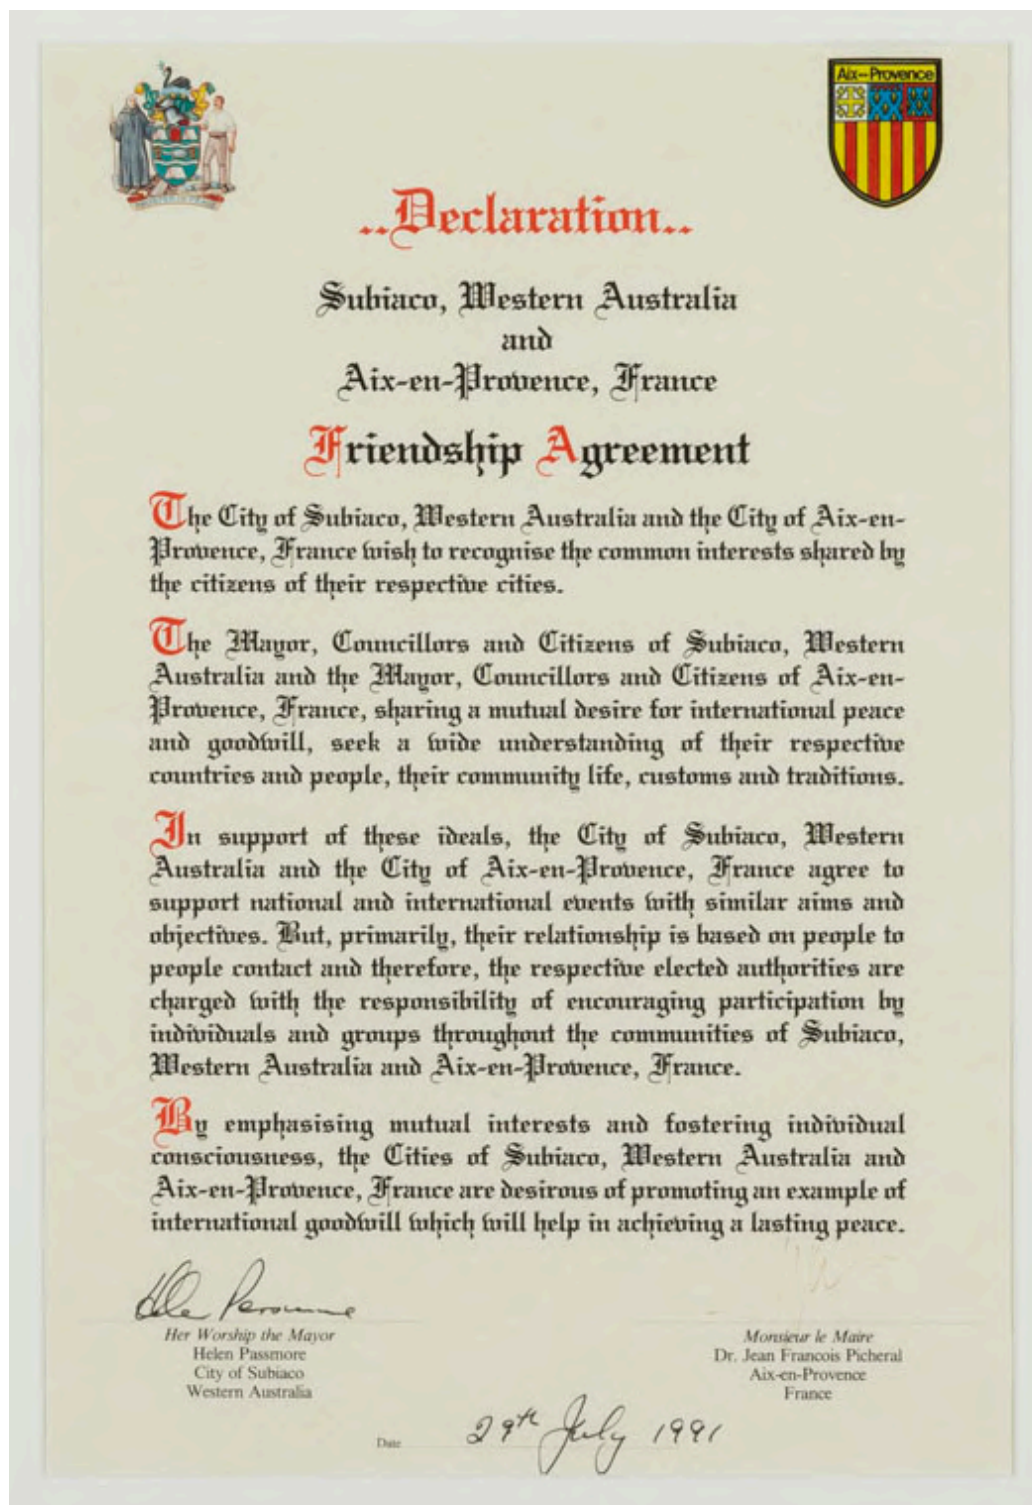 Aix-Provence
..Declaration..
Subiaco, Western Australia
and
Aix-en-Provence, France
Friendship Agreement
The City of Subiaco, Western Australia and the City of Aix-en-
Provence, France wish to recognise the common interests shared by
the citizens of their respective cities.
The Mayor, Councillors and Citizens of Subiaco, Western
Australia and the Mayor, Councillors and Citizens of Aix-en-
Provence, France, sharing a mutual desire for international peace
and goodwill, seek a wide understanding of their respective
countries and people, their community life, customs and traditions.
In support of these ideals, the City of Subiaco, Western
Australia and the City of Aix-en-Provence, France agree to
support national and international events with similar aims and
objectives. But, primarily, their relationship is based on people to
people contact and therefore, the respective elected authorities are
charged with the responsibility of encouraging participation by
individuals and groups throughout the communities of Subiaco,
Western Australia and Aix-en-Provence, France.
By emphasising mutual interests and fostering individual
consciousness, the Cities of Subiaco, Western Australia and
Aix-en-Provence, France are desirous of promoting an example of
international goodwill which will help in achieving a lasting peace.
Her Worship the Mayor
Helen Passmore
City of Subiaco
Western Australia
Monsieur le Maire
Dr. Jean Francois Picheral
Aix-en-Provence
France
Date 29th July 1991